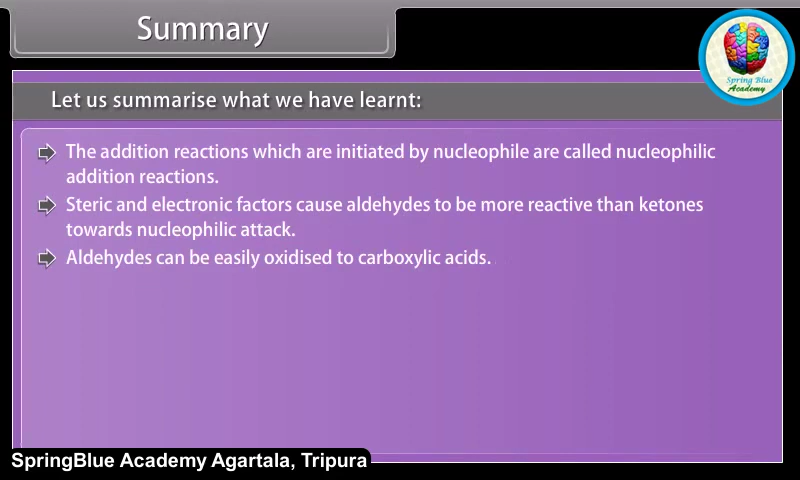 Summary
Spring Blue
Academy
Let us summarise what we have learnt:
The addition reactions which are initiated by nucleophile are called nucleophilic
addition reactions.
Steric and electronic factors cause aldehydes to be more reactive than ketones
towards nucleophilic attack.
Aldehydes can be easily oxidised to carboxylic acids.
SpringBlue Academy Agartala, Tripura